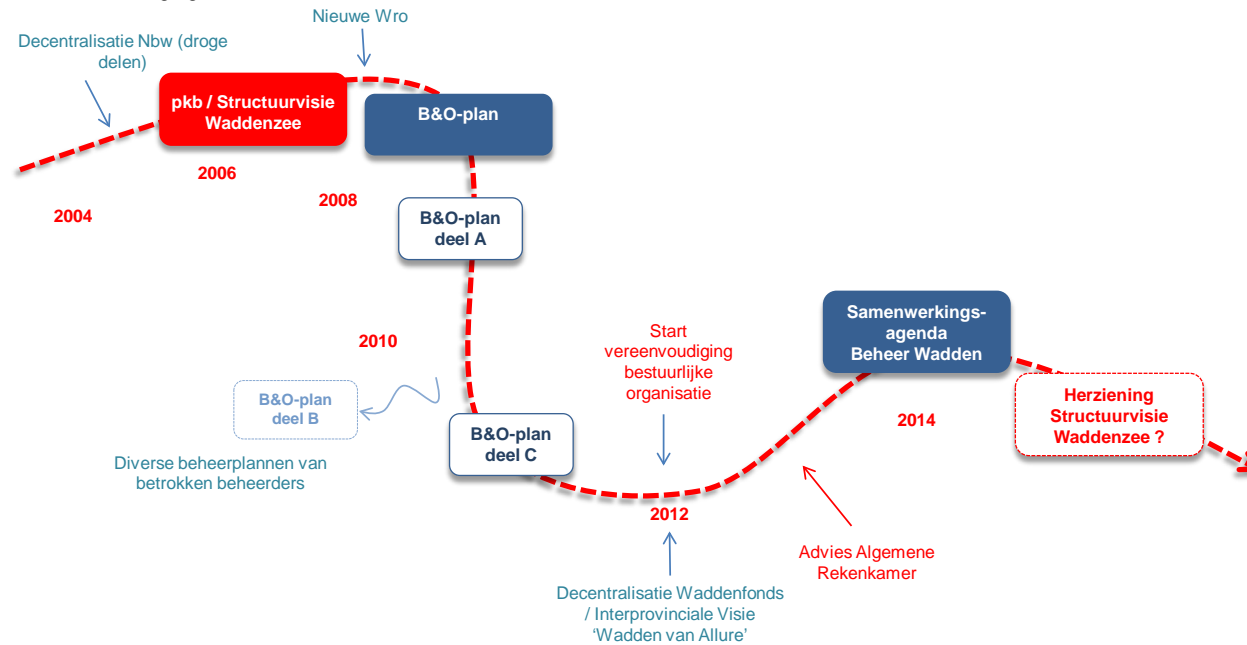 Nieuwe Wro
Decentralisatie Nbw (droge
delen)
pkb / Structuurvisie
Waddenzee
B&O-plan
2006
2008
2004
B&O-plan
deel A
2010
Start
vereenvoudiging
bestuurlijke
organisatie
Samenwerkings-
agenda
Beheer Wadden
B&O-plan
deel B
B&O-plan
deel C
2014
Herziening
Structuurvisie
Waddenzee ?
Diverse beheerplannen van
betrokken beheerders
2012
Advies Algemene
Rekenkamer
Decentralisatie Waddenfonds
/ Interprovinciale Visie
‘Wadden van Allure’